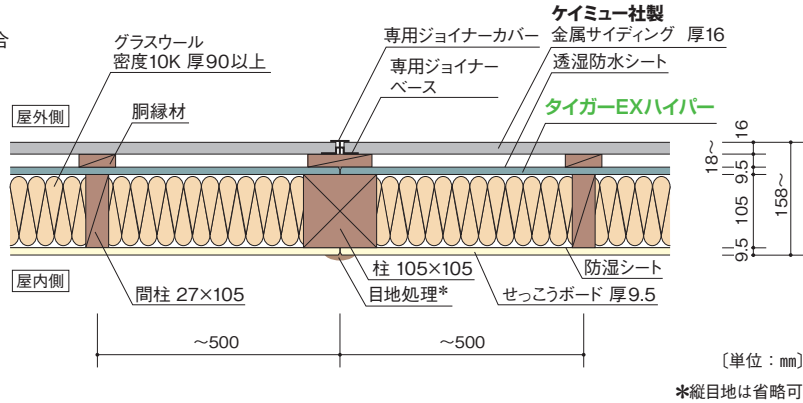 合
グラスウール
密度10K 厚90以上
専用ジョイナーカバー
専用ジョイナー
ベース
ケイミュー社製
金属サイディング 厚16
透湿防水シート
タイガーEXハイパー
屋外側
胴縁材
屋内側
間柱 27×105
柱 105×105
目地処理*
防湿シート
せっこうボード 厚9.5
16
18～
9.5
105
9.5
158～
～500
～500
〔単位：㎜〕
*縦目地は省略可